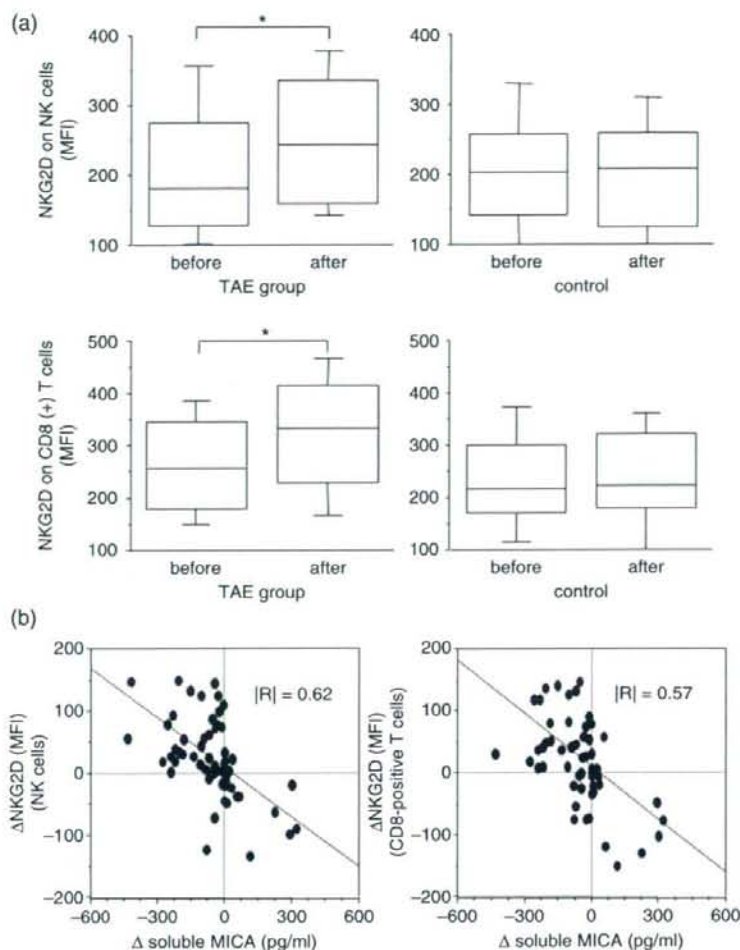 (a)
*
400
300
200
100
NKG2D on NK cells
(MFI)
before
after
TAE group
400
300
200
100
before
after
control
*
500
400
300
200
100
NKG2D on CD8 (+) T cells
(MFI)
before
after
TAE group
500
400
300
200
100
before
after
control
(b)
200
100
0
−100
−200
ΔNKG2D (MFI)
(NK cells)
|R| = 0.62
−600
−300
0
300
600
Δ soluble MICA (pg/ml)
200
100
0
−100
−200
ΔNKG2D (MFI)
(CD8-positive T cells)
|R| = 0.57
−600
−300
0
300
600
Δ soluble MICA (pg/ml)